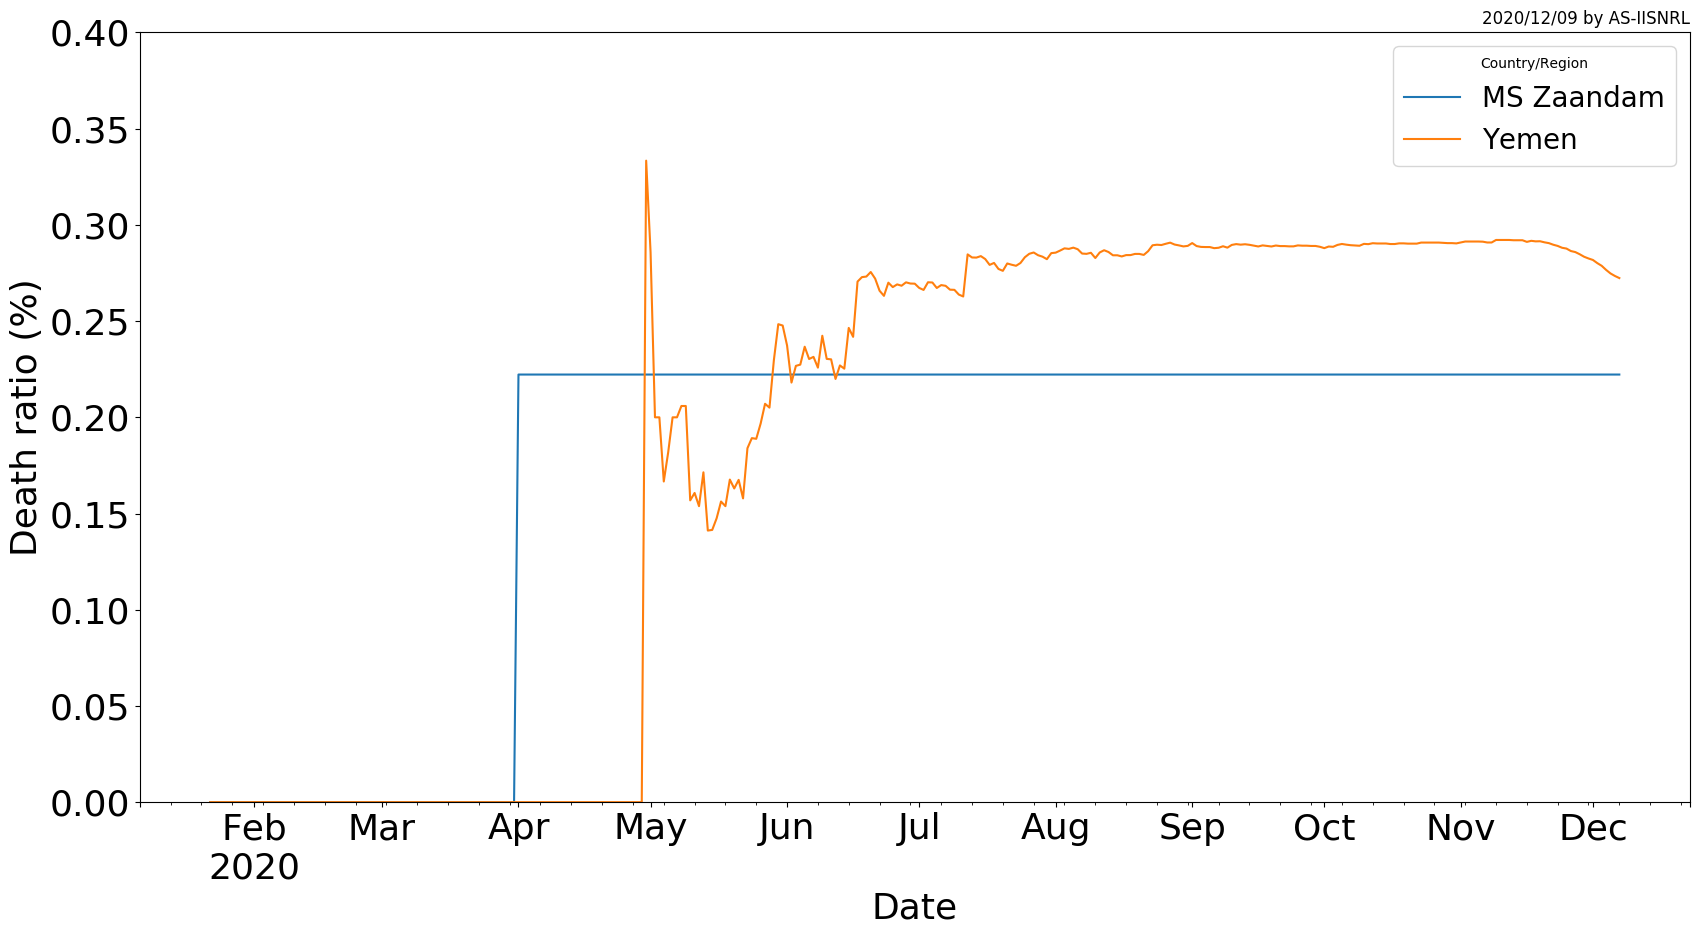 2020/12/09 by AS-IISNRL
Country/Region
MS Zaandam
Yemen
Death ratio (%)
0.40
0.35
0.30
0.25
0.20
0.15
0.10
0.05
0.00
Feb Mar Apr May Jun Jul Aug Sep Oct Nov Dec
2020
Date